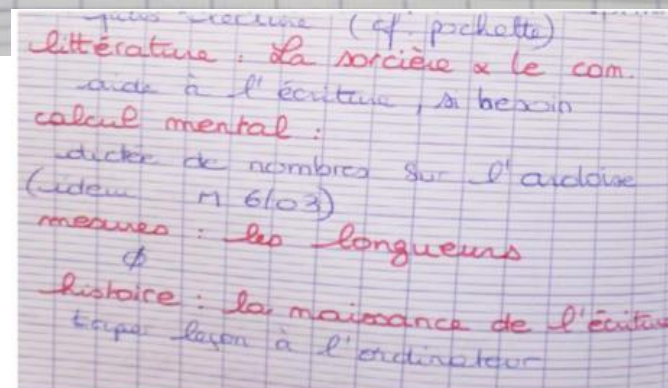 (cf. pochette)
littérature : La sorcière & le com.
aide à l'écriture, si besoin
calcul mental :
dictée de nombres sur l'ardoise
(idem M 6/03)
mesures : les longueurs
histoire : la naissance de l'écriture
taper leçon à l'ordinateur